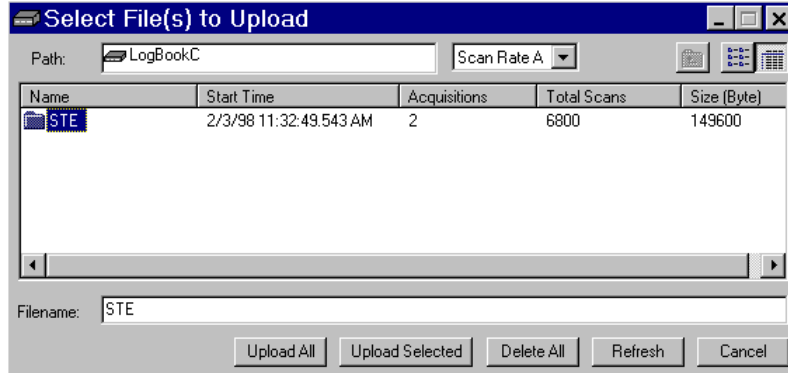 Select File(s) to Upload
Path: LogBookC Scan Rate A
Name Start Time Acquisitions Total Scans Size (Byte)
STE 2/3/98 11:32:49.543 AM 2 6800 149600
Filename: STE
Upload All Upload Selected Delete All Refresh Cancel